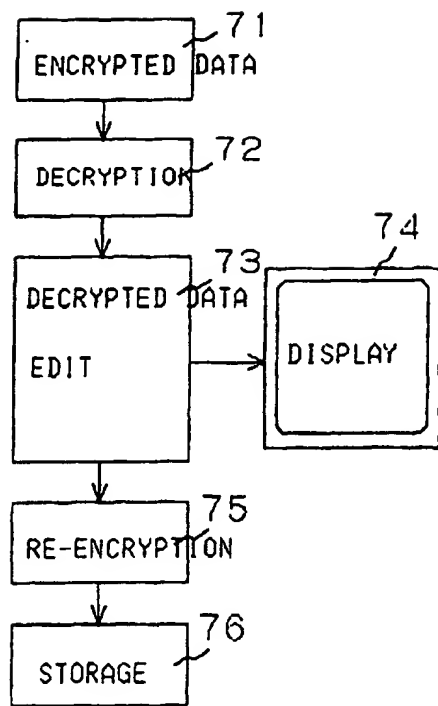 71
ENCRYPTED DATA
72
DECRYPTION
73
DECRYPTED DATA
EDIT
74
DISPLAY
75
RE-ENCRYPTION
76
STORAGE